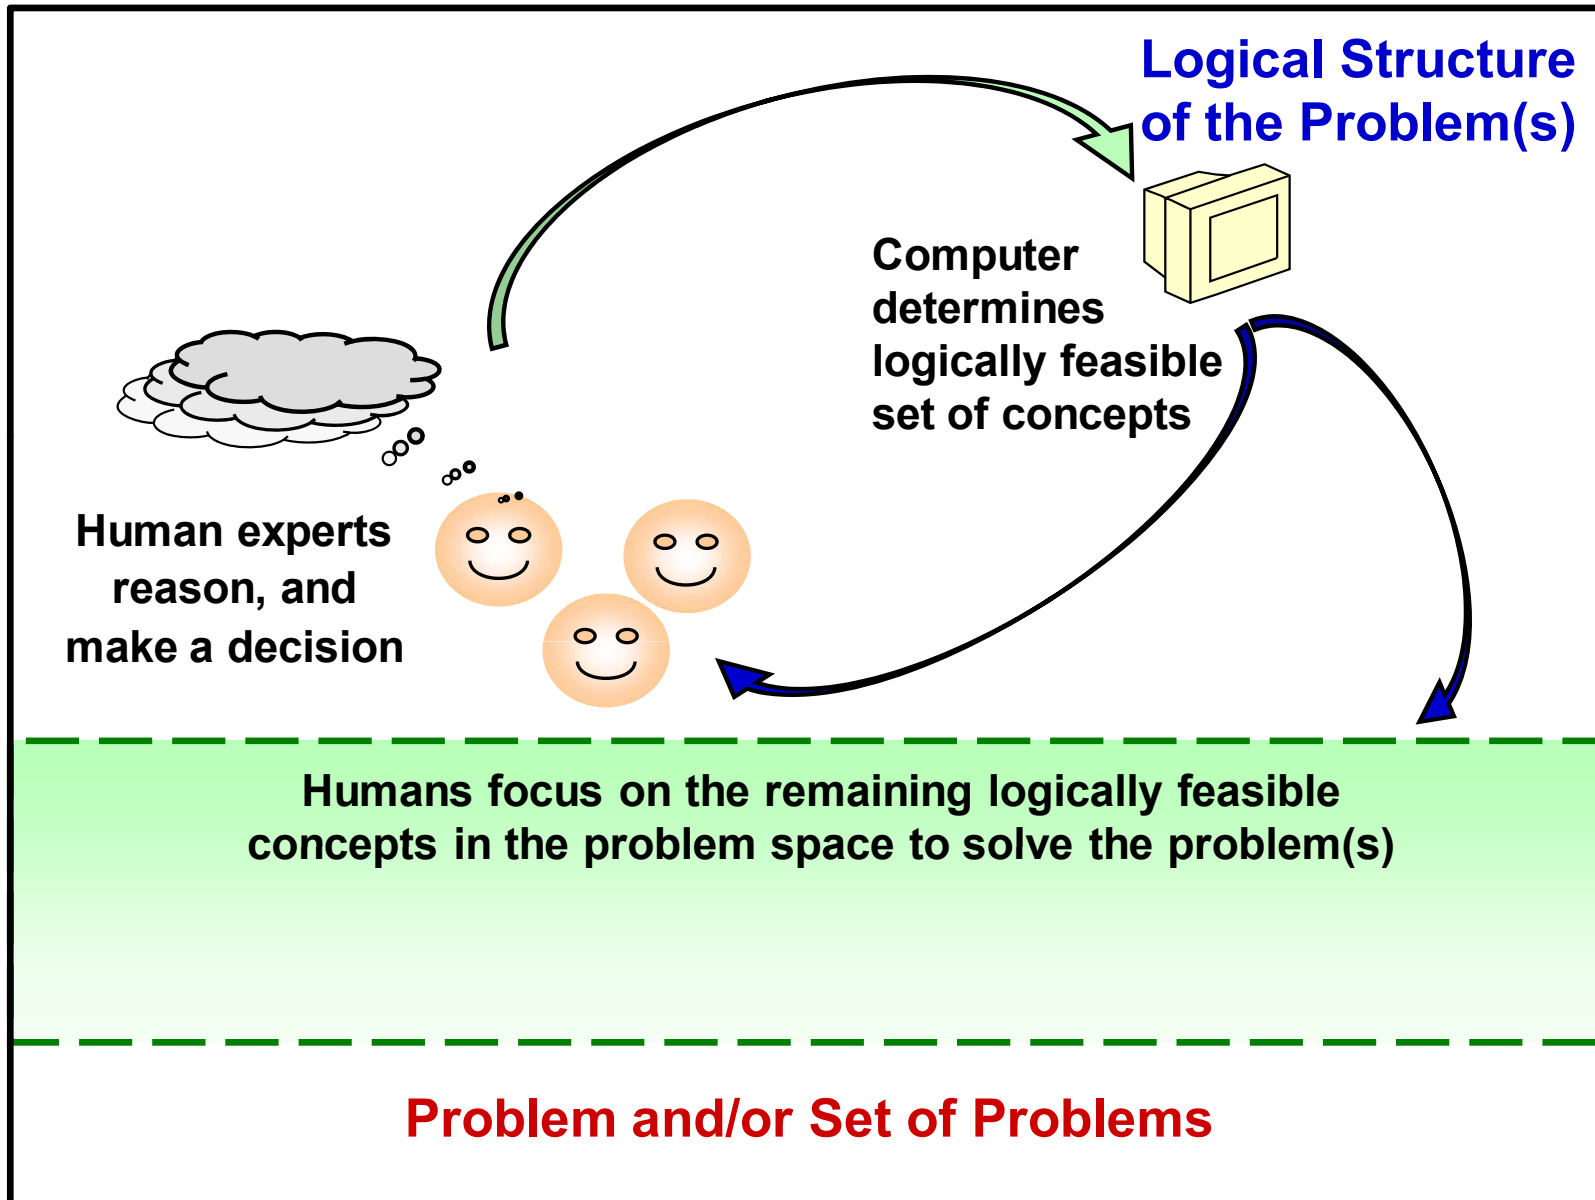 Logical Structure
of the Problem(s)
Computer
determines
logically feasible
set of concepts
Human experts
reason, and
make a decision
Humans focus on the remaining logically feasible
concepts in the problem space to solve the problem(s)
Problem and/or Set of Problems